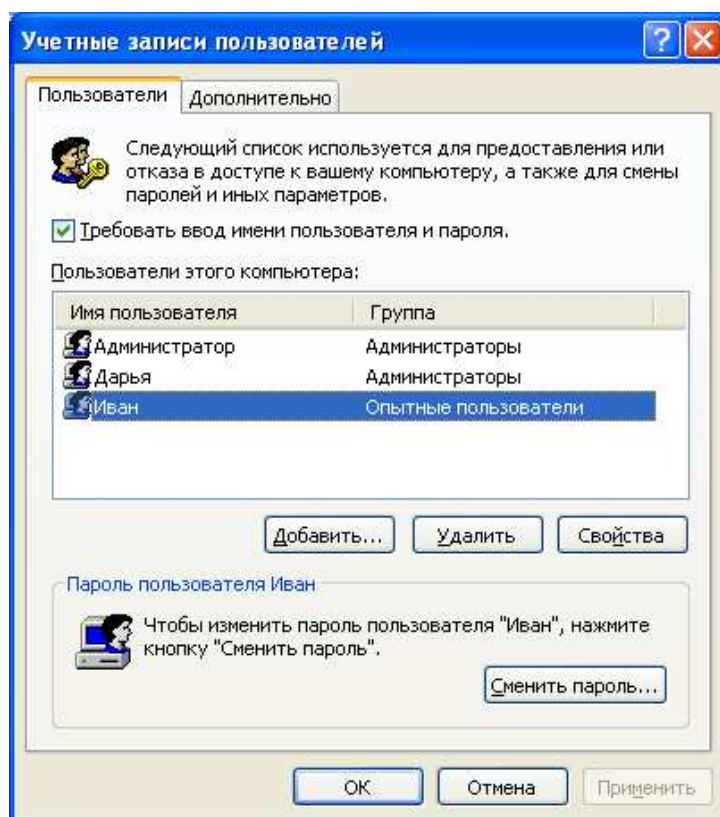 Учетные записи пользователей
Пользователи Дополнительно
Следующий список используется для предоставления или
отказа в доступе к вашему компьютеру, а также для смены
паролей и иных параметров.
Требовать ввод имени пользователя и пароля.
Пользователи этого компьютера:
Имя пользователя Группа
Администратор Администраторы
Дарья Администраторы
Иван Опытные пользователи
Добавить... Удалить Свойства
Пароль пользователя Иван
Чтобы изменить пароль пользователя "Иван", нажмите
кнопку "Сменить пароль".
Сменить пароль...
ОК Отмена Применить